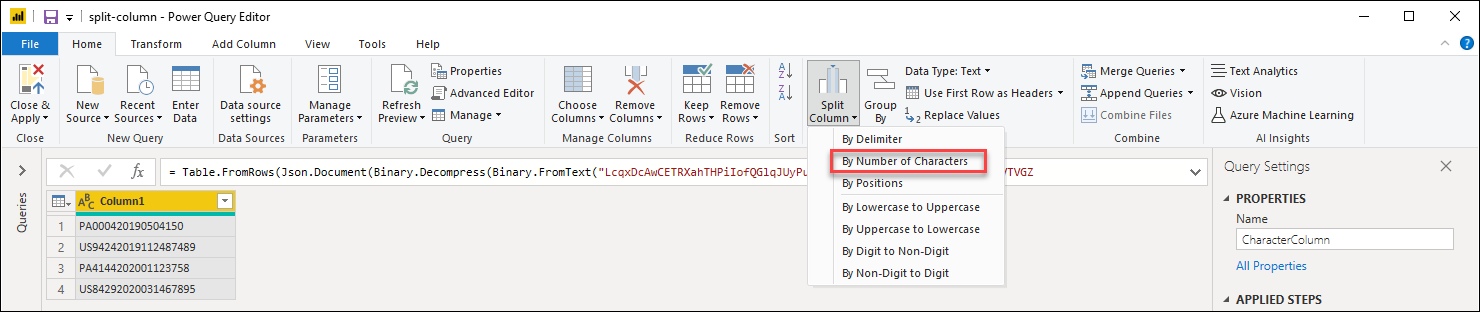 split-column - Power Query Editor
File Home Transform Add Column View Tools Help
Close & Apply
New Source
Recent Sources
Enter Data
Data source settings
Manage Parameters
Refresh Preview
Properties
Advanced Editor
Manage
Choose Columns
Remove Columns
Keep Rows
Remove Rows
A
Z
Z
A
Split Column
Group By
Data Type: Text
Use First Row as Headers
1
2
Replace Values
Merge Queries
Append Queries
Combine Files
Text Analytics
Vision
Azure Machine Learning
Close New Query Data Sources Parameters Query Manage Columns Reduce Rows Sort Combine AI Insights
By Delimiter
By Number of Characters
By Positions
By Lowercase to Uppercase
By Uppercase to Lowercase
By Digit to Non-Digit
By Non-Digit to Digit
Queries
fx
= Table.FromRows(Json.Document(Binary.Decompress(Binary.FromText("LcqxDcAwCETRXahTHPiIofQGlqJUyPu
VTVGZ
ABC Column1
1 PA000420190504150
2 US94242019112487489
3 PA4144202001123758
4 US84292020031467895
Query Settings
PROPERTIES
Name
CharacterColumn
All Properties
APPLIED STEPS